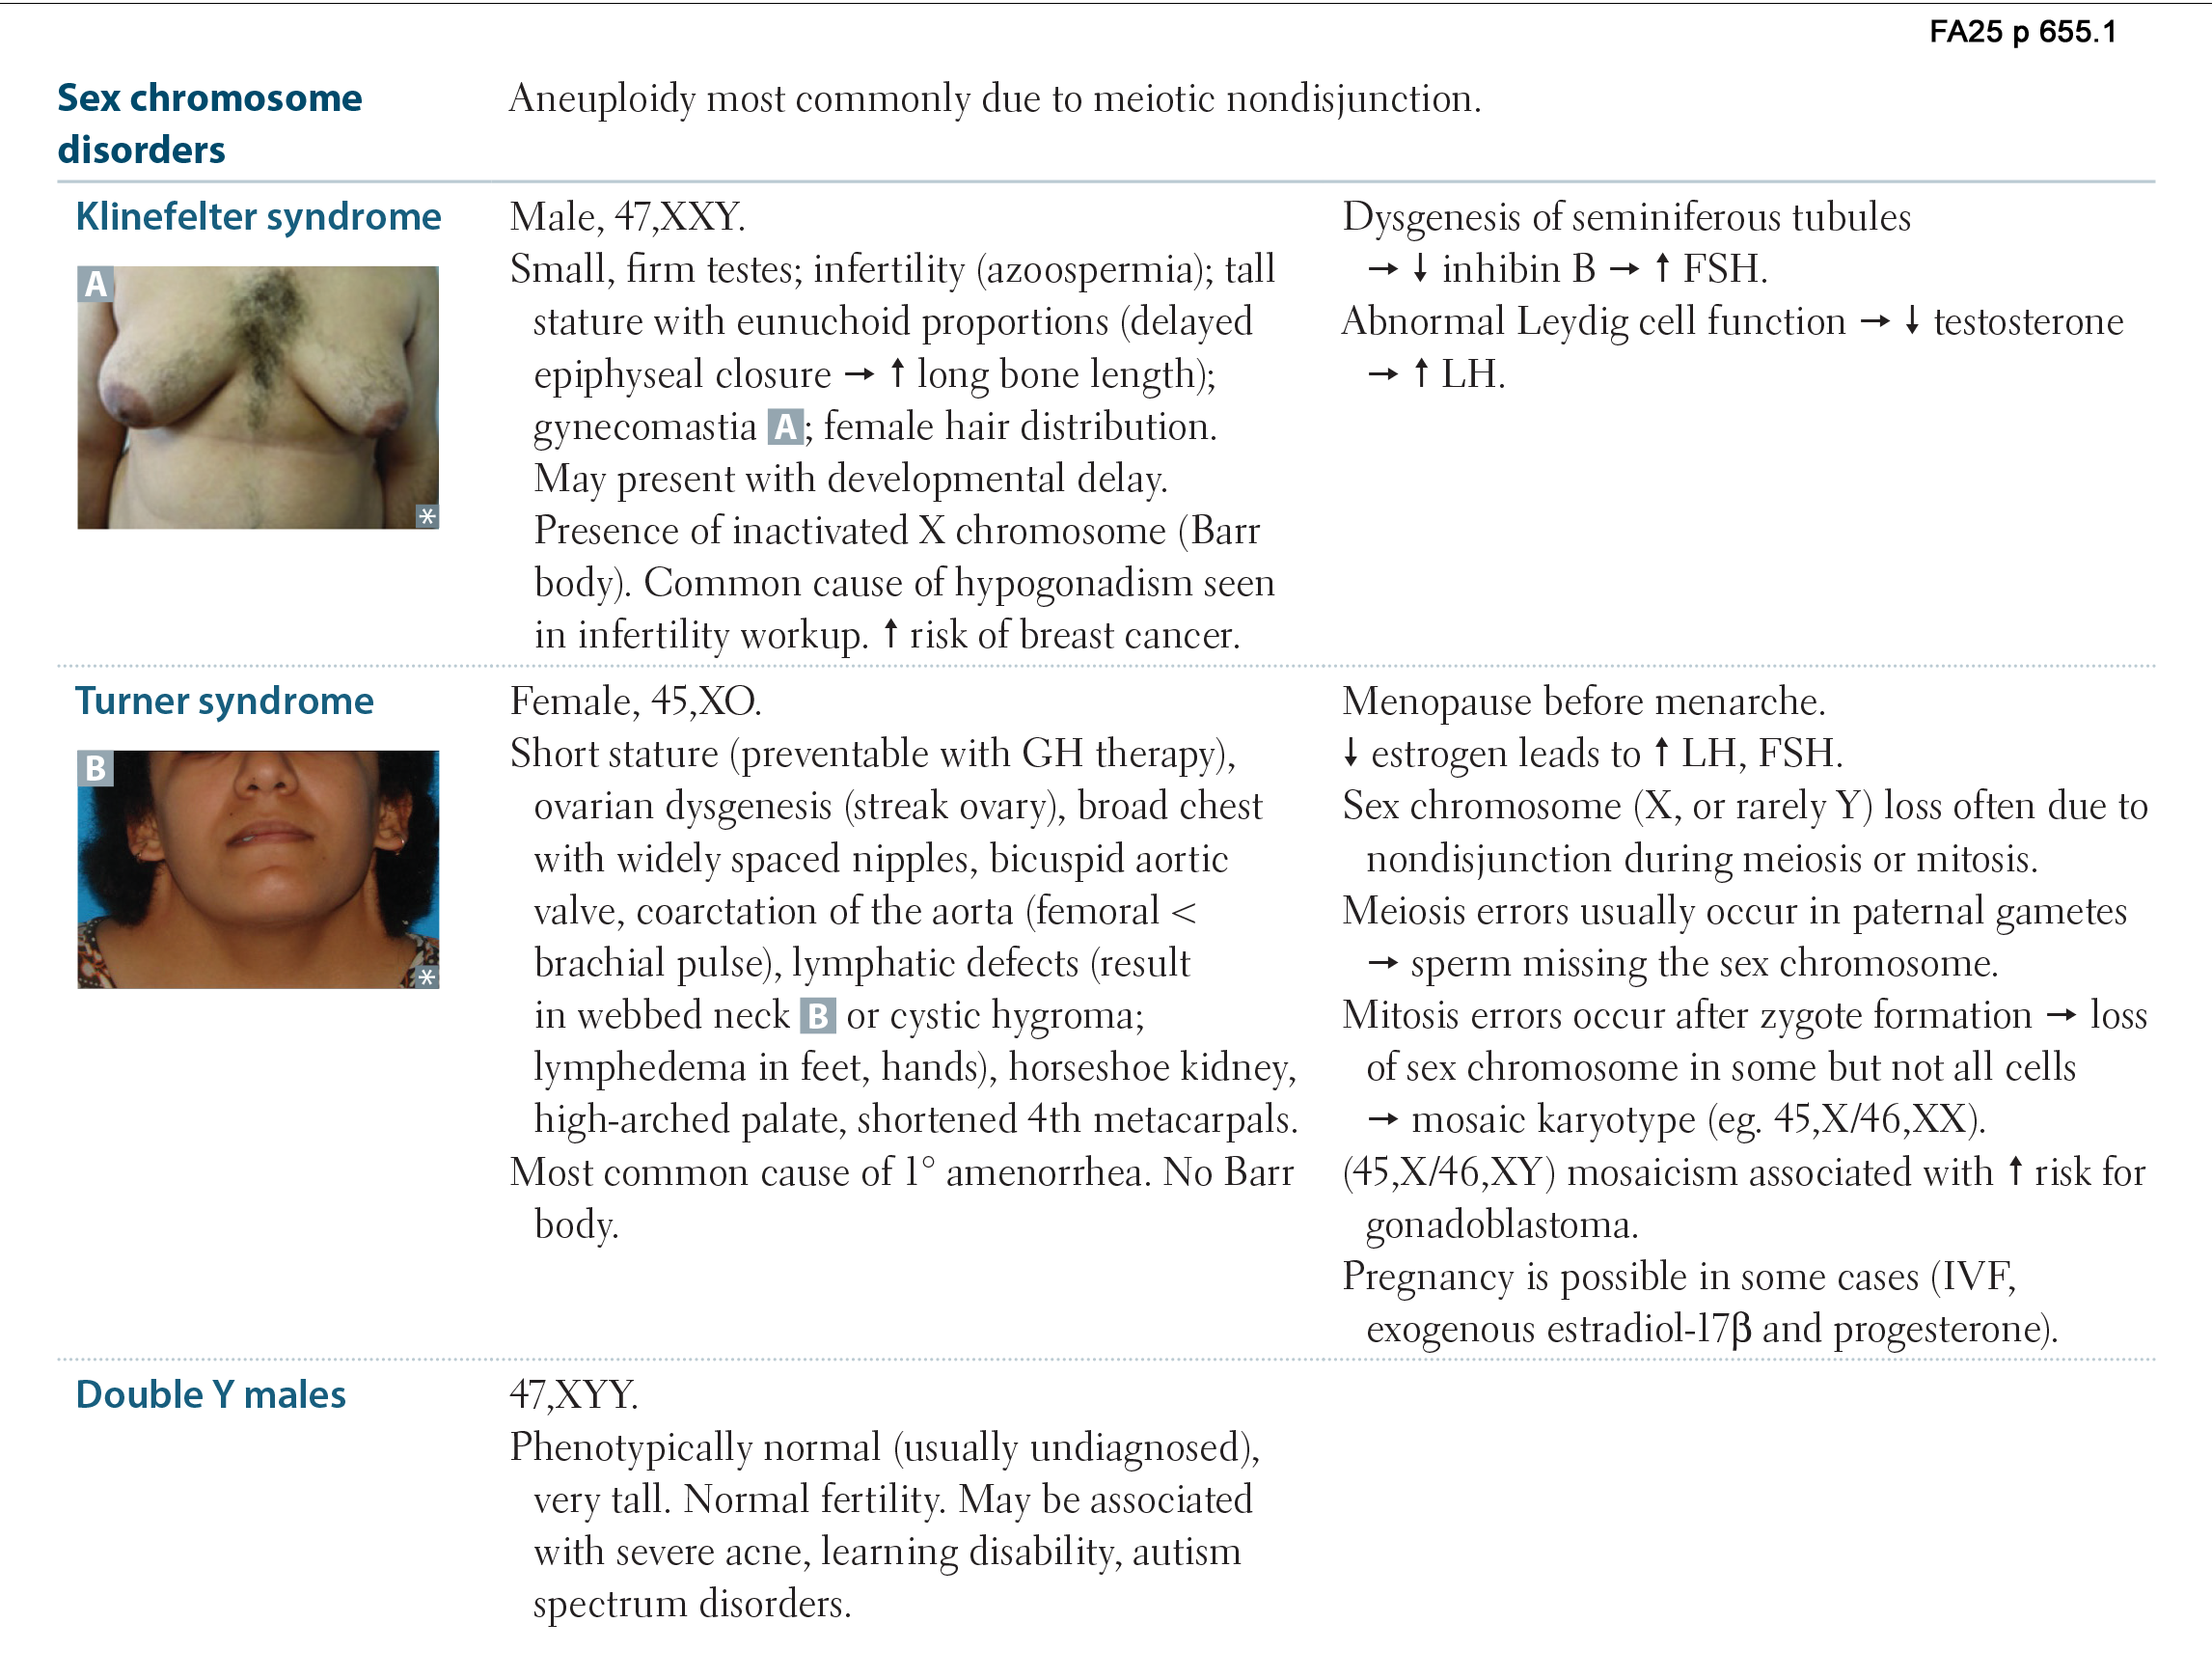 FA25 p 655.1
Sex chromosome
disorders
Aneuploidy most commonly due to meiotic nondisjunction.
Klinefelter syndrome
A
*
Male, 47,XXY.
Small, firm testes; infertility (azoospermia); tall
stature with eunuchoid proportions (delayed
epiphyseal closure → ↑ long bone length);
gynecomastia A; female hair distribution.
May present with developmental delay.
Presence of inactivated X chromosome (Barr
body). Common cause of hypogonadism seen
in infertility workup. ↑ risk of breast cancer.
Dysgenesis of seminiferous tubules
→ ↓ inhibin B → ↑ FSH.
Abnormal Leydig cell function → ↓ testosterone
→ ↑ LH.
Turner syndrome
B
*
Female, 45,XO.
Short stature (preventable with GH therapy),
ovarian dysgenesis (streak ovary), broad chest
with widely spaced nipples, bicuspid aortic
valve, coarctation of the aorta (femoral <
brachial pulse), lymphatic defects (result
in webbed neck B or cystic hygroma;
lymphedema in feet, hands), horseshoe kidney,
high-arched palate, shortened 4th metacarpals.
Most common cause of 1° amenorrhea. No Barr
body.
Menopause before menarche.
↓ estrogen leads to ↑ LH, FSH.
Sex chromosome (X, or rarely Y) loss often due to
nondisjunction during meiosis or mitosis.
Meiosis errors usually occur in paternal gametes
→ sperm missing the sex chromosome.
Mitosis errors occur after zygote formation → loss
of sex chromosome in some but not all cells
→ mosaic karyotype (eg. 45,X/46,XX).
(45,X/46,XY) mosaicism associated with ↑ risk for
gonadoblastoma.
Pregnancy is possible in some cases (IVF,
exogenous estradiol-17β and progesterone).
Double Y males
47,XYY.
Phenotypically normal (usually undiagnosed),
very tall. Normal fertility. May be associated
with severe acne, learning disability, autism
spectrum disorders.